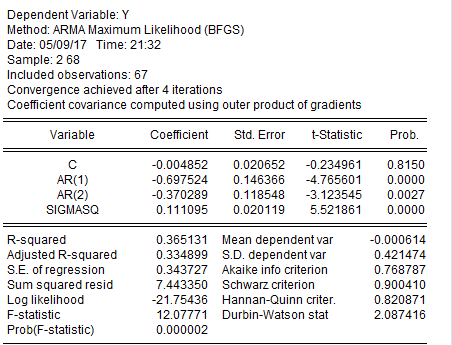 Dependent Variable: Y
Method: ARMA Maximum Likelihood (BFGS)
Date: 05/09/17 Time: 21:32
Sample: 2 68
Included observations: 67
Convergence achieved after 4 iterations
Coefficient covariance computed using outer product of gradients
Variable Coefficient Std. Error t-Statistic Prob.
C -0.004852 0.020652 -0.234961 0.8150
AR(1) -0.697524 0.146366 -4.765601 0.0000
AR(2) -0.370289 0.118548 -3.123545 0.0027
SIGMASQ 0.111095 0.020119 5.521861 0.0000
R-squared 0.365131 Mean dependent var -0.000614
Adjusted R-squared 0.334899 S.D. dependent var 0.421474
S.E. of regression 0.343727 Akaike info criterion 0.768787
Sum squared resid 7.443350 Schwarz criterion 0.900410
Log likelihood -21.75436 Hannan-Quinn criter. 0.820871
F-statistic 12.07771 Durbin-Watson stat 2.087416
Prob(F-statistic) 0.000002